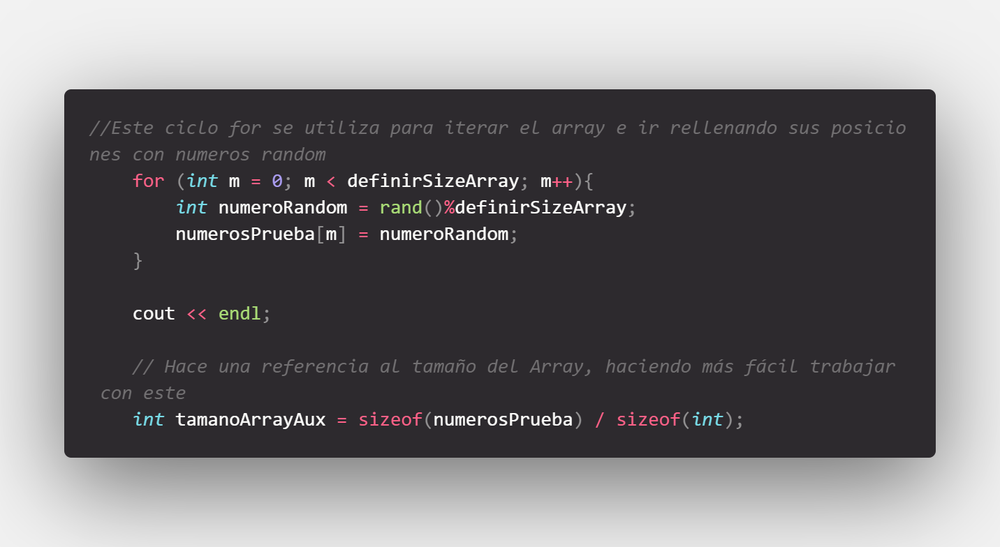 //Este ciclo for se utiliza para iterar el array e ir rellenando sus posicio
nes con numeros random
    for (int m = 0; m < definirSizeArray; m++){
        int numeroRandom = rand()%definirSizeArray;
        numerosPrueba[m] = numeroRandom;
    }
    cout << endl;
    // Hace una referencia al tamaño del Array, haciendo más fácil trabajar
 con este
    int tamanoArrayAux = sizeof(numerosPrueba) / sizeof(int);